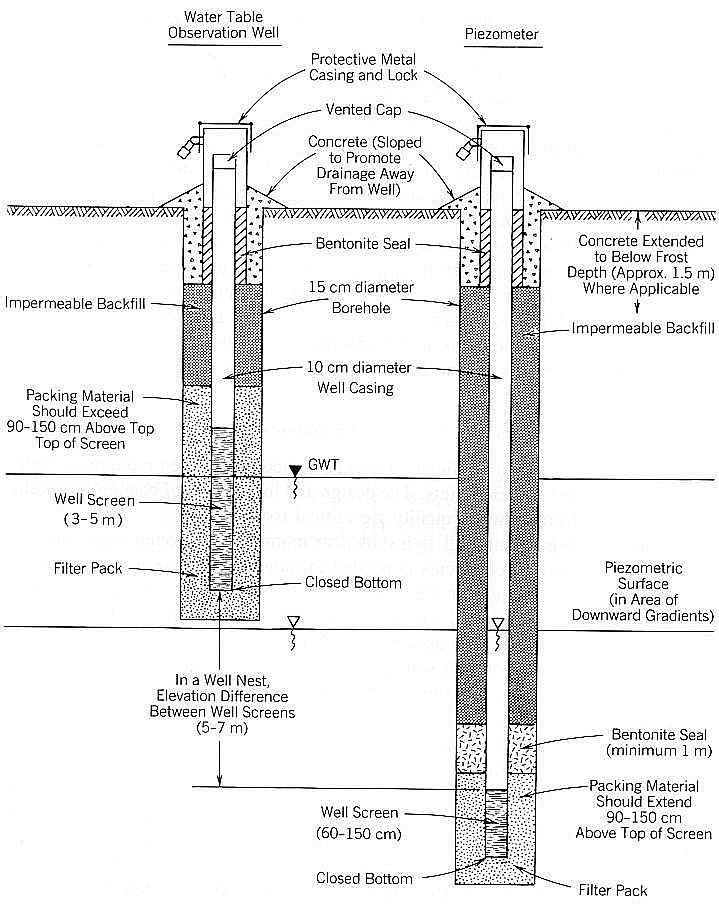 Water Table
Observation Well
Piezometer
Protective Metal
Casing and Lock
Vented Cap
Concrete (Sloped
to Promote
Drainage Away
From Well)
Bentonite Seal
Concrete Extended
to Below Frost
Depth (Approx. 1.5 m)
Where Applicable
Impermeable Backfill
15 cm diameter
Borehole
Impermeable Backfill
10 cm diameter
Well Casing
Packing Material
Should Exceed
90-150 cm Above Top
Top of Screen
GWT
Well Screen
(3-5 m)
Filter Pack
Closed Bottom
Piezometric
Surface
(in Area of
Downward Gradients)
In a Well Nest,
Elevation Difference
Between Well Screens
(5-7 m)
Bentonite Seal
(minimum 1 m)
Packing Material
Should Extend
90-150 cm
Above Top of Screen
Well Screen
(60-150 cm)
Closed Bottom
Filter Pack